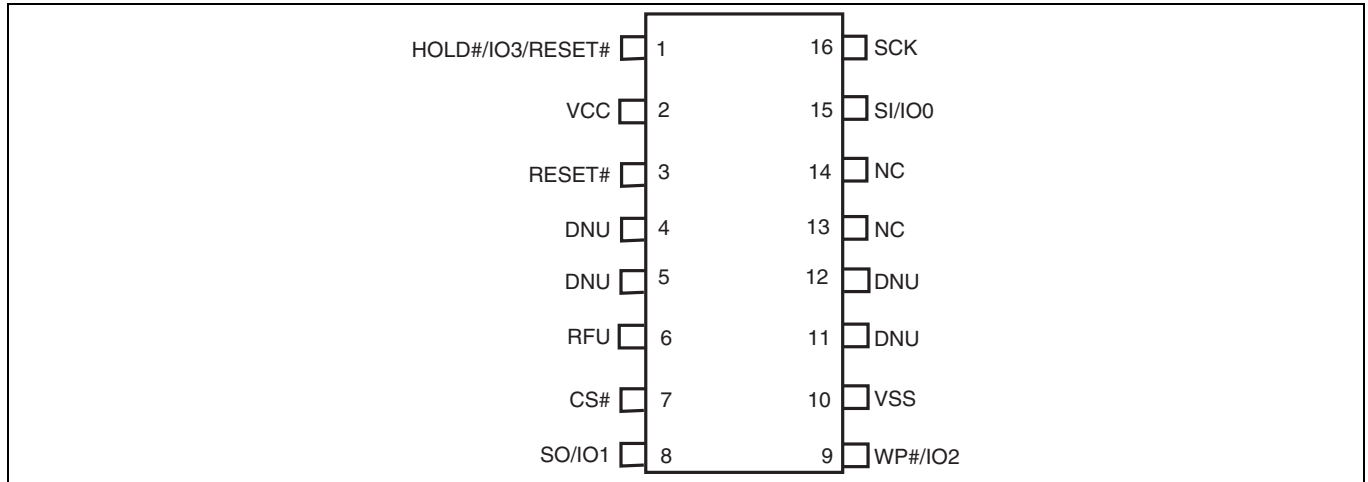 HOLD#/IO3/RESET# 1 16 SCK
VCC 2 15 SI/IO0
RESET# 3 14 NC
DNU 4 13 NC
DNU 5 12 DNU
RFU 6 11 DNU
CS# 7 10 VSS
SO/IO1 8 9 WP#/IO2